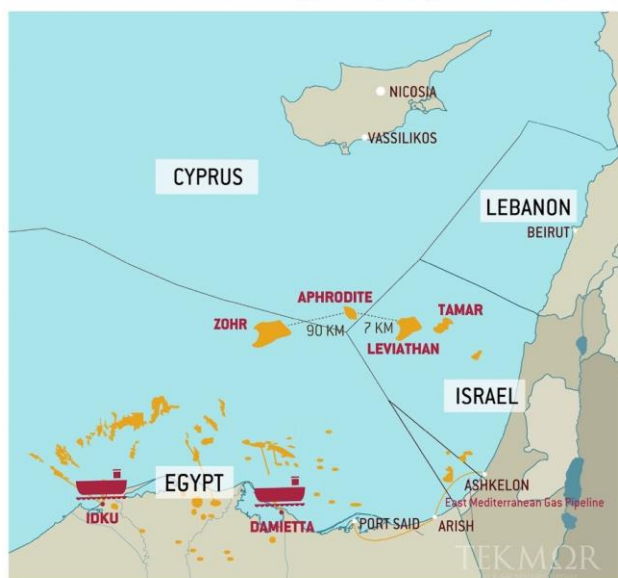 NICOSIA
VASSILIKOS
CYPRUS
LEBANON
BEIRUT
APHRODITE
TAMAR
ZOHR
90 KM
7 KM
LEVIATHAN
ISRAEL
ASHKELON
EGYPT
East Mediterranean Gas Pipeline
IDKU
DAMIETTA
PORT SAID
ARISH
TEKMΩR